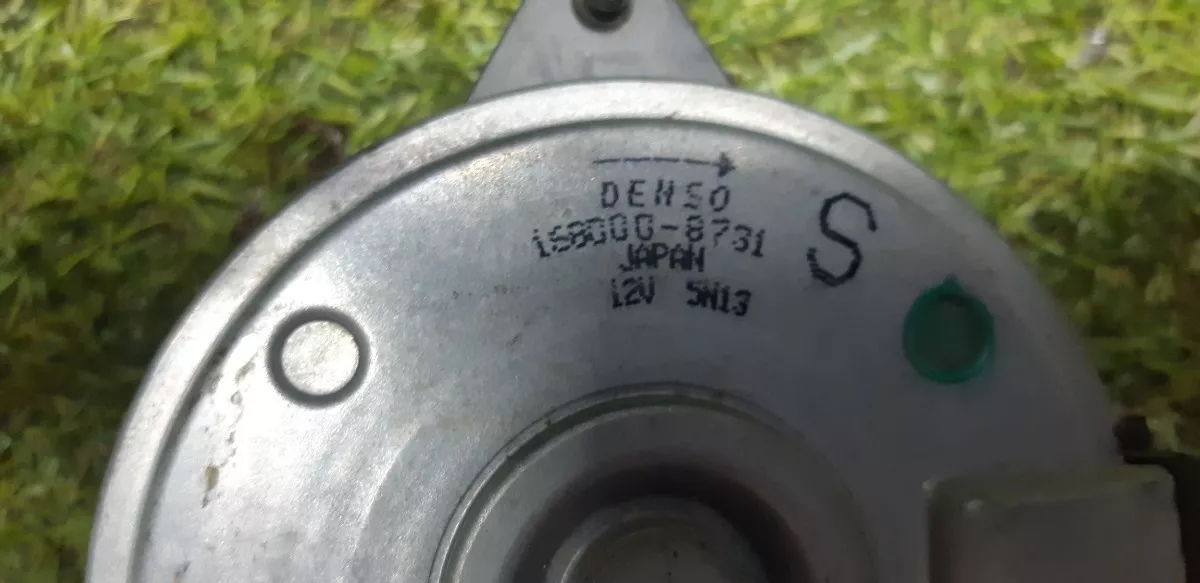 DENSO
168000-8731
JAPAN
12V 5N13
S